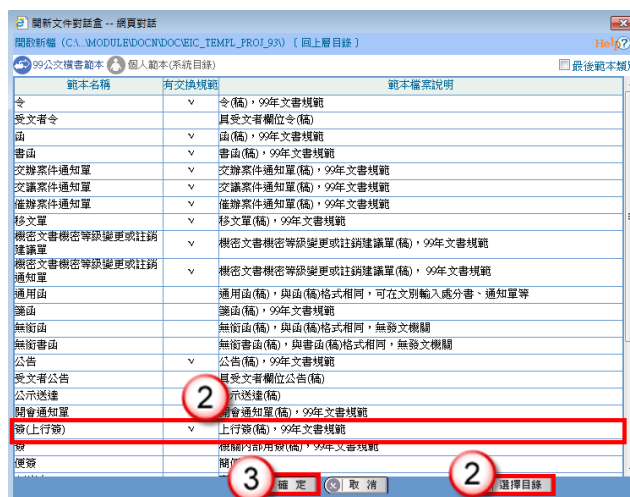 開新文件對話盒 -- 網頁對話
開啟新檔（C:\...\MODULE\DOCN\DOC\EIC_TEMPL_PROJ_93\）〔回上層目錄〕 Help?
99公文橫書範本 個人範本(系統目錄) 最後範本類別
範本名稱 有交換規範 範本檔案說明
令 v 令(稿)，99年文書規範
受文者令 具受文者欄位令(稿)
函 v 函(稿)，99年文書規範
書函 v 書函(稿)，99年文書規範
交辦案件通知單 v 交辦案件通知單(稿)，99年文書規範
交議案件通知單 v 交議案件通知單(稿)，99年文書規範
催辦案件通知單 v 催辦案件通知單(稿)，99年文書規範
移文單 v 移文單(稿)，99年文書規範
機密文書機密等級變更或註銷
建議單 v 機密文書機密等級變更或註銷建議單(稿)，99年文書規範
機密文書機密等級變更或註銷
通知單 v 機密文書機密等級變更或註銷建議單(稿)， 99年文書規範
通用函 通用函(稿)，與函(稿)格式相同，可在文別輸入處分書、通知單等
箋函 箋函(稿)，99年文書規範
無銜函 無銜函(稿)，與函(稿)格式相同，無發文機關
無銜書函 無銜書函(稿)，與書函(稿)格式相同，無發文機關
公告 v 公告(稿)，99年文書規範
受文者公告 具受文者欄位公告(稿)
公示送達 示送達(稿)
開會通知單 開會通知單(稿)，99年文書規範
2
簽(上行簽) v 上行簽(稿)，99年文書規範
簽 機關內部用簽(稿)，99年文書規範
便簽
3 確 定 取 消 2 選擇目錄